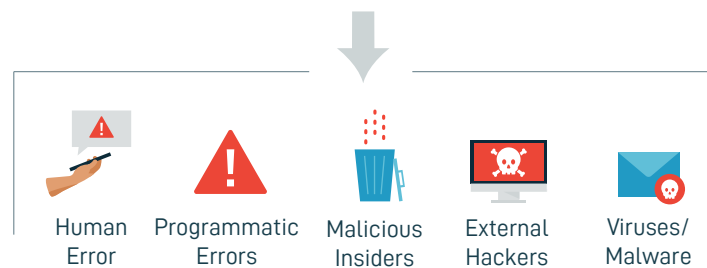 Human
Error
Programmatic
Errors
Malicious
Insiders
External
Hackers
Viruses/
Malware